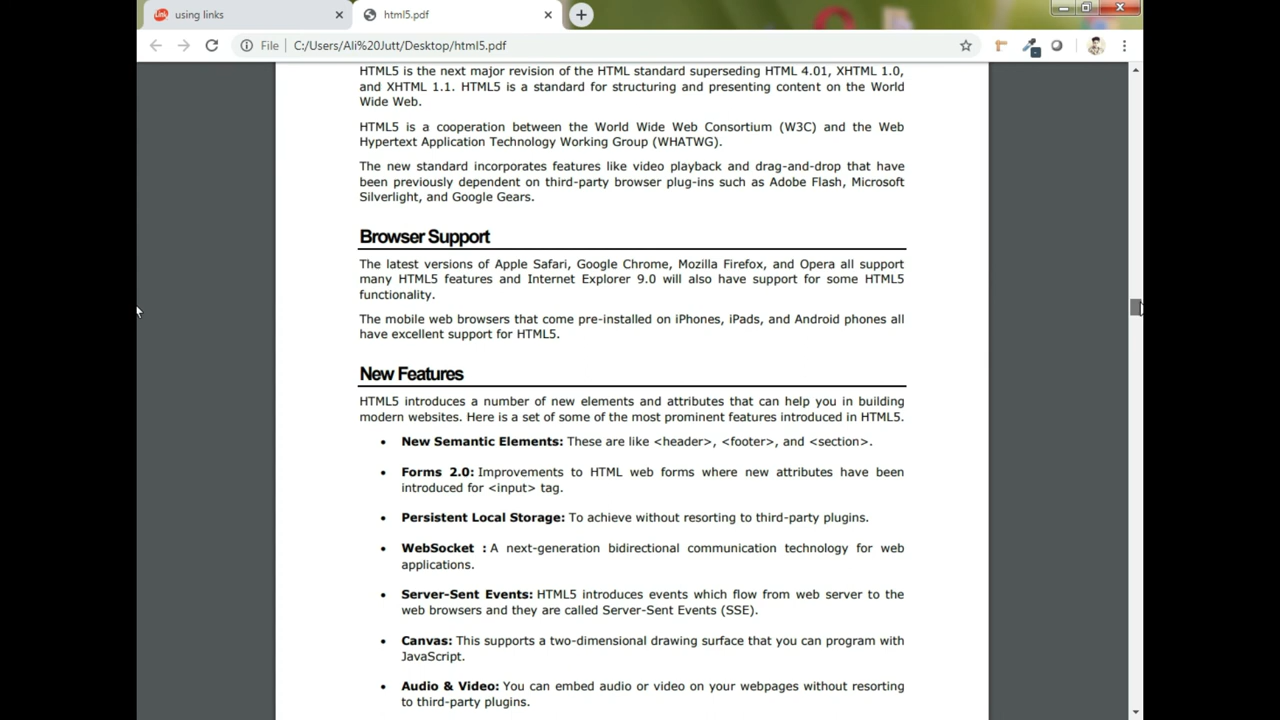 using links
html5.pdf
File
C:/Users/Ali%20Jutt/Desktop/html5.pdf
HTML5 is the next major revision of the HTML standard superseding HTML 4.01, XHTML 1.0,
and XHTML 1.1. HTML5 is a standard for structuring and presenting content on the World
Wide Web.
HTML5 is a cooperation between the World Wide Web Consortium (W3C) and the Web
Hypertext Application Technology Working Group (WHATWG).
The new standard incorporates features like video playback and drag-and-drop that have
been previously dependent on third-party browser plug-ins such as Adobe Flash, Microsoft
Silverlight, and Google Gears.
Browser Support
The latest versions of Apple Safari, Google Chrome, Mozilla Firefox, and Opera all support
many HTML5 features and Internet Explorer 9.0 will also have support for some HTML5
functionality.
The mobile web browsers that come pre-installed on iPhones, iPads, and Android phones all
have excellent support for HTML5.
New Features
HTML5 introduces a number of new elements and attributes that can help you in building
modern websites. Here is a set of some of the most prominent features introduced in HTML5.
• New Semantic Elements: These are like <header>, <footer>, and <section>.
• Forms 2.0: Improvements to HTML web forms where new attributes have been
introduced for <input> tag.
• Persistent Local Storage: To achieve without resorting to third-party plugins.
• WebSocket : A next-generation bidirectional communication technology for web
applications.
• Server-Sent Events: HTML5 introduces events which flow from web server to the
web browsers and they are called Server-Sent Events (SSE).
• Canvas: This supports a two-dimensional drawing surface that you can program with
JavaScript.
• Audio & Video: You can embed audio or video on your webpages without resorting
to third-party plugins.